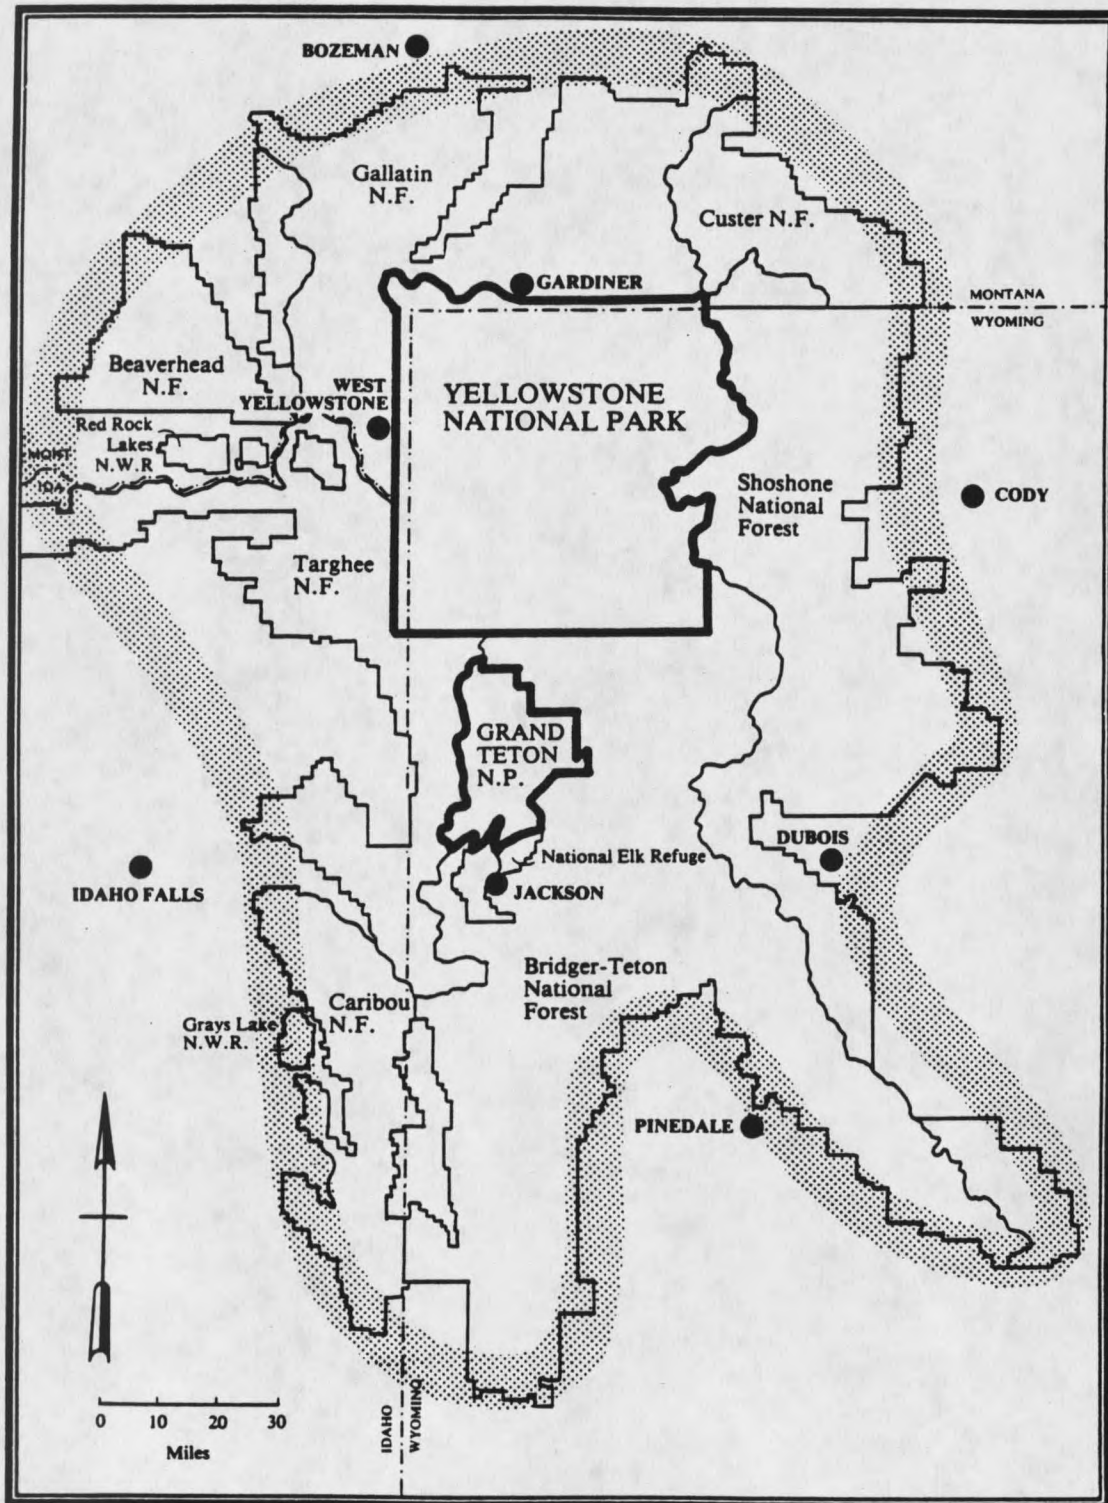 BOZEMAN
Gallatin
N.F.
Custer N.F.
GARDINER
MONTANA
WYOMING
Beaverhead
N.F.
WEST
YELLOWSTONE
YELLOWSTONE
NATIONAL PARK
Red Rock
Lakes
N.W.R
MONT
IDA
Shoshone
National
Forest
CODY
Targhee
N.F.
GRAND
TETON
N.P.
DUBOIS
National Elk Refuge
IDAHO FALLS
JACKSON
Bridger-Teton
National
Forest
Caribou
N.F.
Grays Lake
N.W.R.
PINEDALE
0 10 20 30
Miles
IDAHO
WYOMING